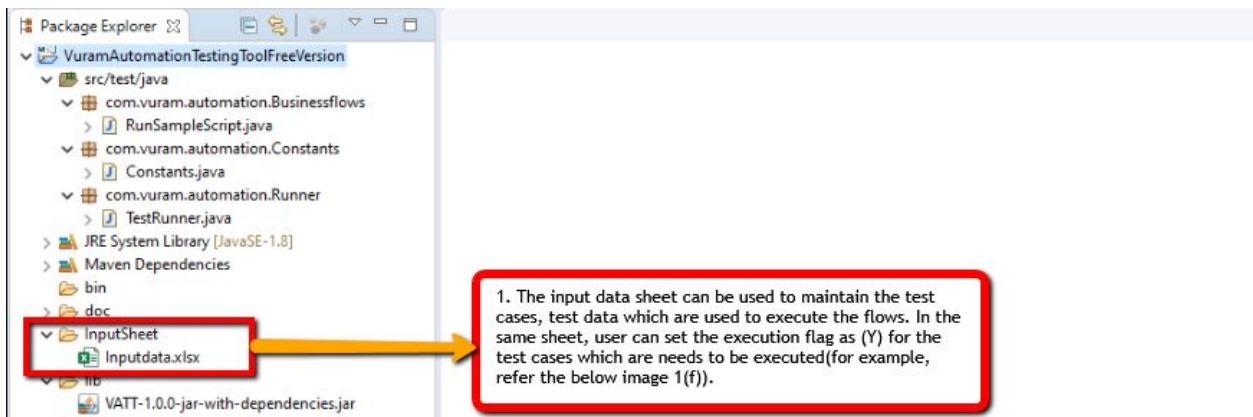 Package Explorer
VuramAutomationTestingToolFreeVersion
src/test/java
com.vuram.automation.Businessflows
RunSampleScript.java
com.vuram.automation.Constants
Constants.java
com.vuram.automation.Runner
TestRunner.java
JRE System Library [JavaSE-1.8]
Maven Dependencies
bin
doc
InputSheet
Inputdata.xlsx
lib
VATT-1.0.0-jar-with-dependencies.jar
1. The input data sheet can be used to maintain the test
cases, test data which are used to execute the flows. In the
same sheet, user can set the execution flag as (Y) for the
test cases which are needs to be executed(for example,
refer the below image 1(f)).